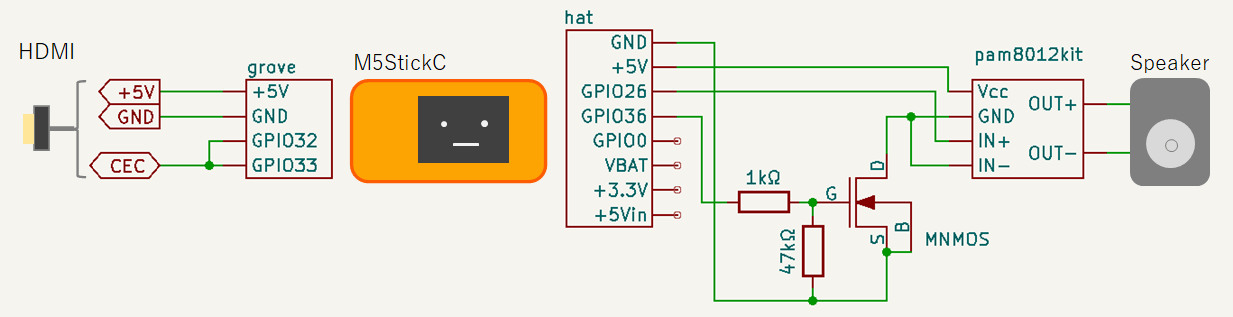 HDMI
+5V
GND
CEC
grove
+5V
GND
GPIO32
GPIO33
M5StickC
hat
GND
+5V
GPIO26
GPIO36
GPIO0
VBAT
+3.3V
+5Vin
1kΩ
47kΩ
G
D
S
B
MNMOS
pam8012kit
Vcc
GND
IN+
IN-
OUT+
OUT-
Speaker